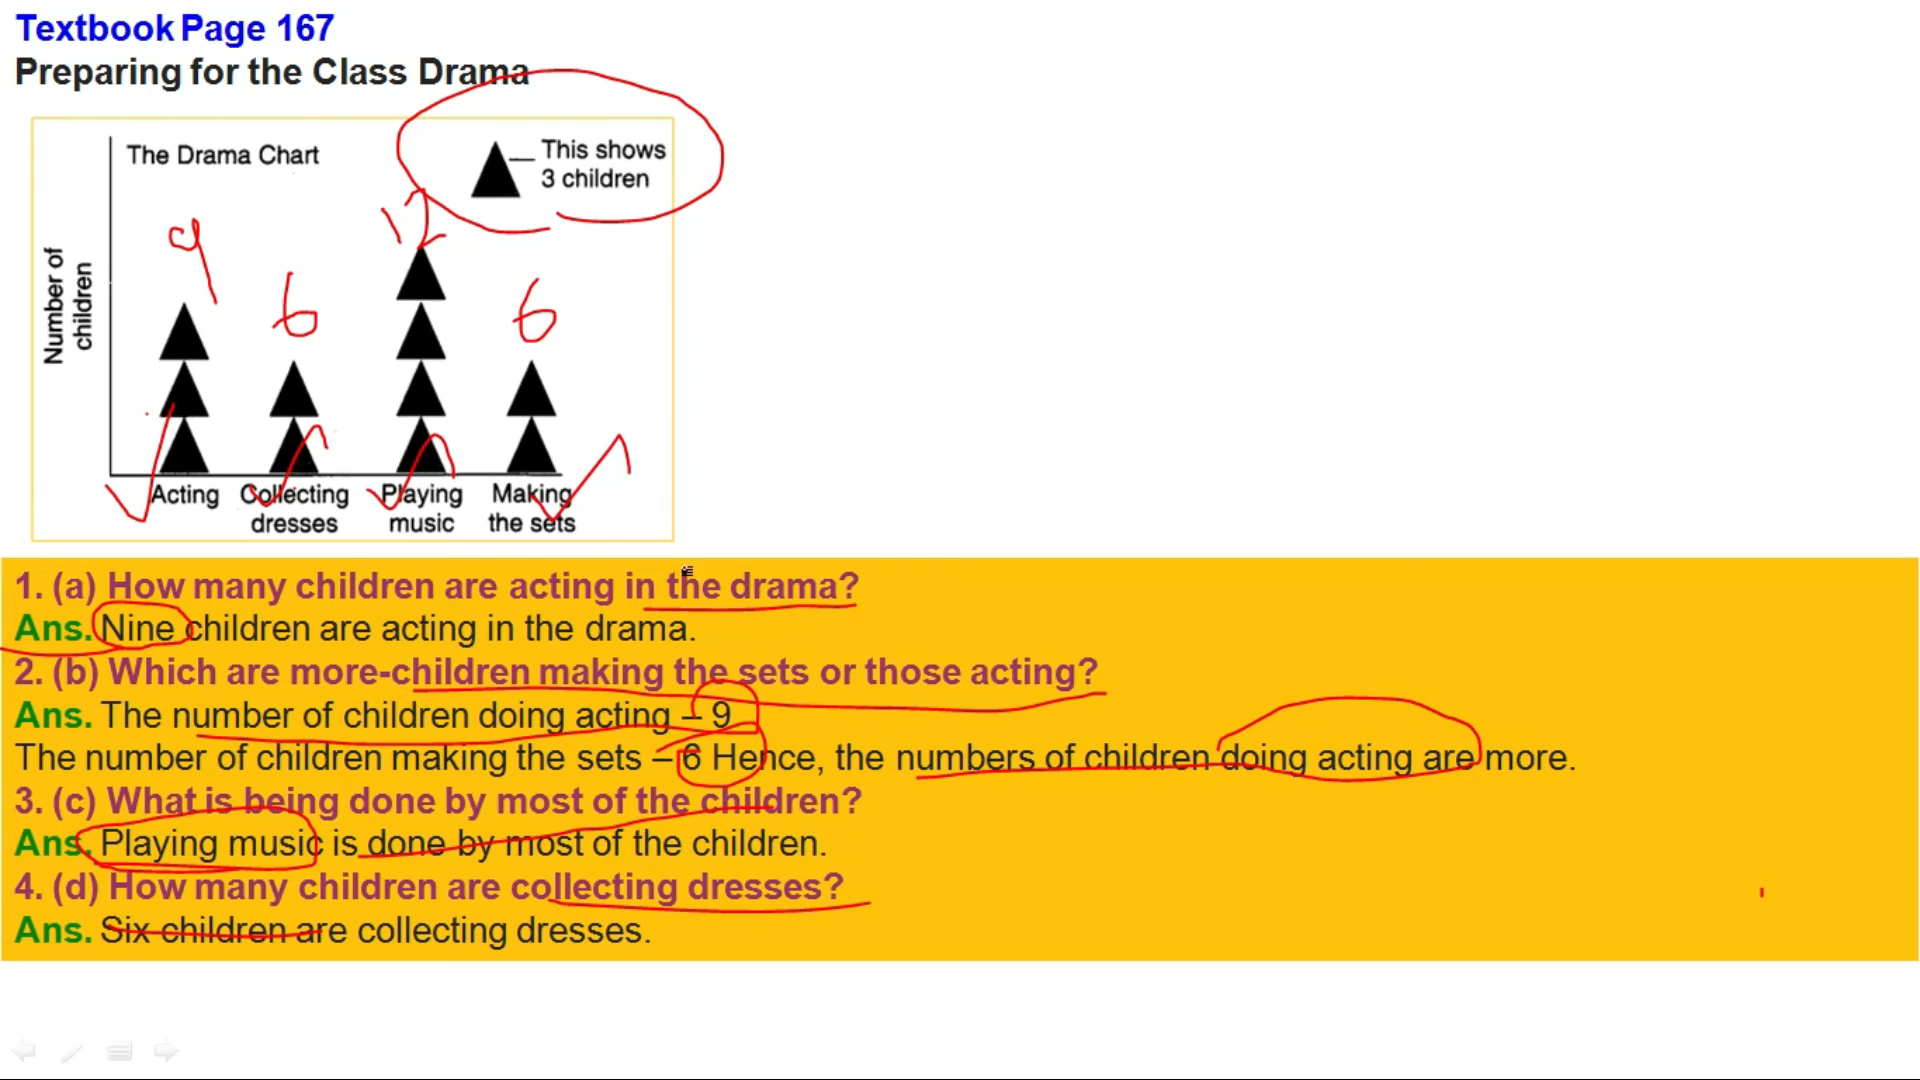 Textbook Page 167
Preparing for the Class Drama
The Drama Chart
This shows
3 children
9
6
12
6
Number of
children
Acting
Collecting
dresses
Playing
music
Making
the sets
1. (a) How many children are acting in the drama?
Ans. Nine children are acting in the drama.
2. (b) Which are more-children making the sets or those acting?
Ans. The number of children doing acting – 9
The number of children making the sets – 6 Hence, the numbers of children doing acting are more.
3. (c) What is being done by most of the children?
Ans. Playing music is done by most of the children.
4. (d) How many children are collecting dresses?
Ans. Six children are collecting dresses.